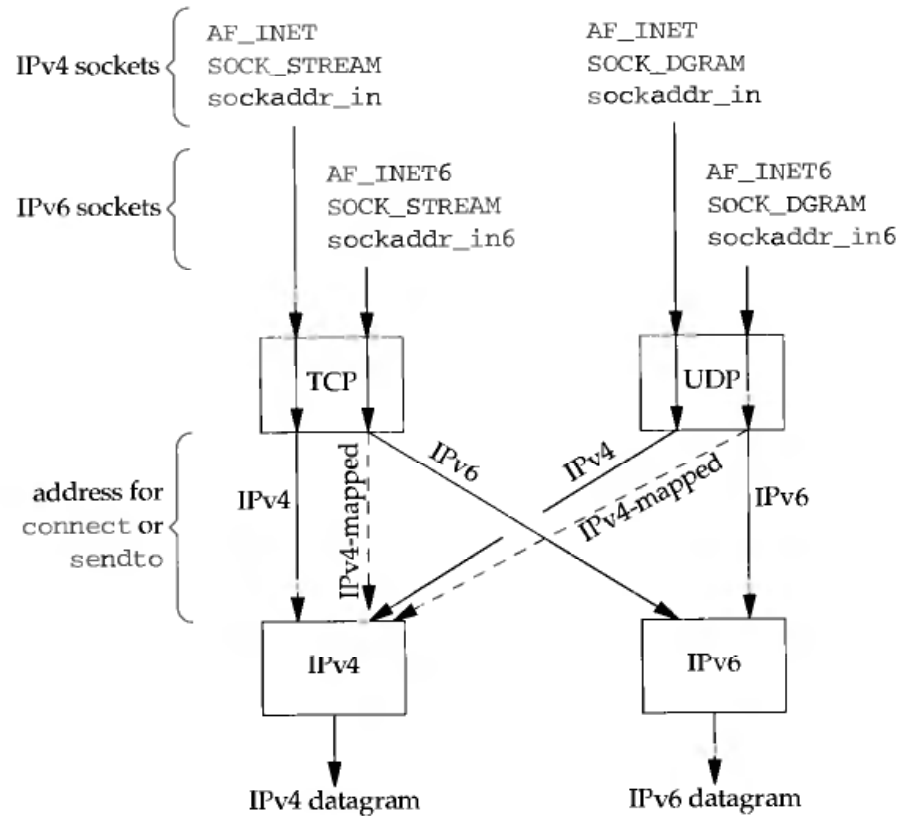 IPv4 sockets
AF_INET
SOCK_STREAM
sockaddr_in
AF_INET
SOCK_DGRAM
sockaddr_in
IPv6 sockets
AF_INET6
SOCK_STREAM
sockaddr_in6
AF_INET6
SOCK_DGRAM
sockaddr_in6
TCP
UDP
address for
connect or
sendto
IPv4
IPv4-mapped
IPv6
IPv4
IPv4-mapped
IPv6
IPv4
IPv6
IPv4 datagram
IPv6 datagram